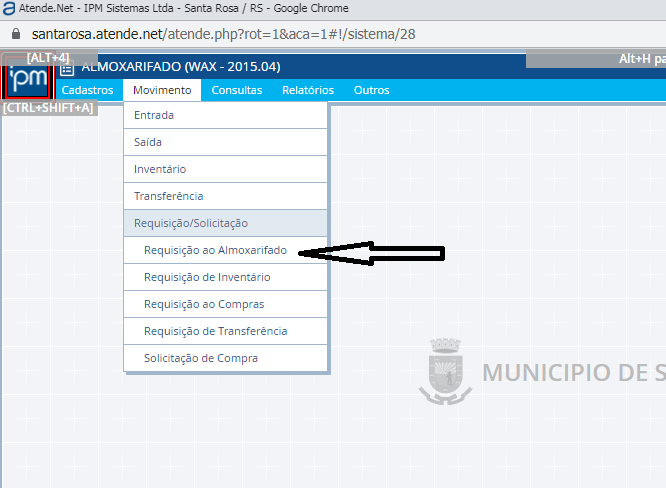 Atende.Net - IPM Sistemas Ltda - Santa Rosa / RS - Google Chrome
santarosa.atende.net/atende.php?rot=1&aca=1#!/sistema/28
[ALT+4]
Alt+H pa
ipm
ALMOXARIFADO (WAX - 2015.04)
Cadastros Movimento Consultas Relatórios Outros
[CTRL+SHIFT+A]
Entrada
Saída
Inventário
Transferência
Requisição/Solicitação
Requisição ao Almoxarifado
Requisição de Inventário
Requisição ao Compras
Requisição de Transferência
Solicitação de Compra
MUNICIPIO DE S